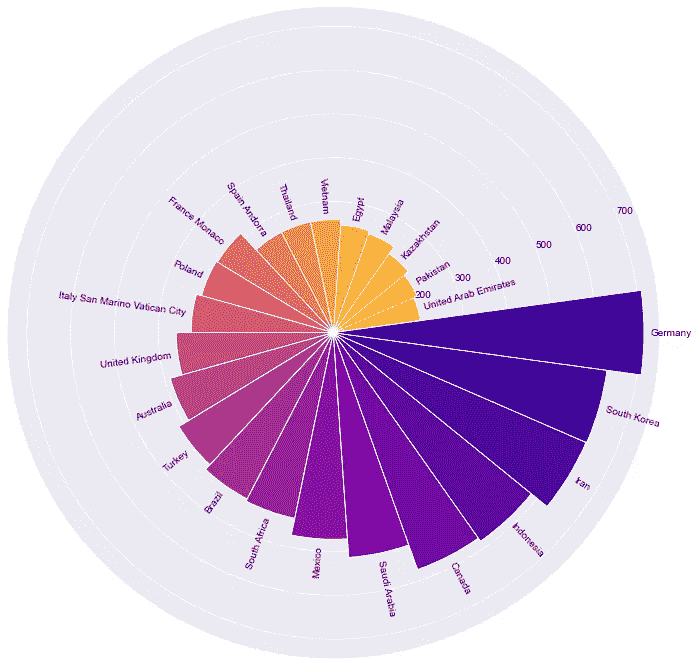 Vietnam
Egypt
Thailand
Malaysia
Spain Andorra
France Monaco
Kazakhstan
Poland
Pakistan
Italy San Marino Vatican City
United Arab Emirates
200
300
400
500
600
700
United Kingdom
Germany
Australia
South Korea
Turkey
Iran
Brazil
Indonesia
South Africa
Mexico
Saudi Arabia
Canada